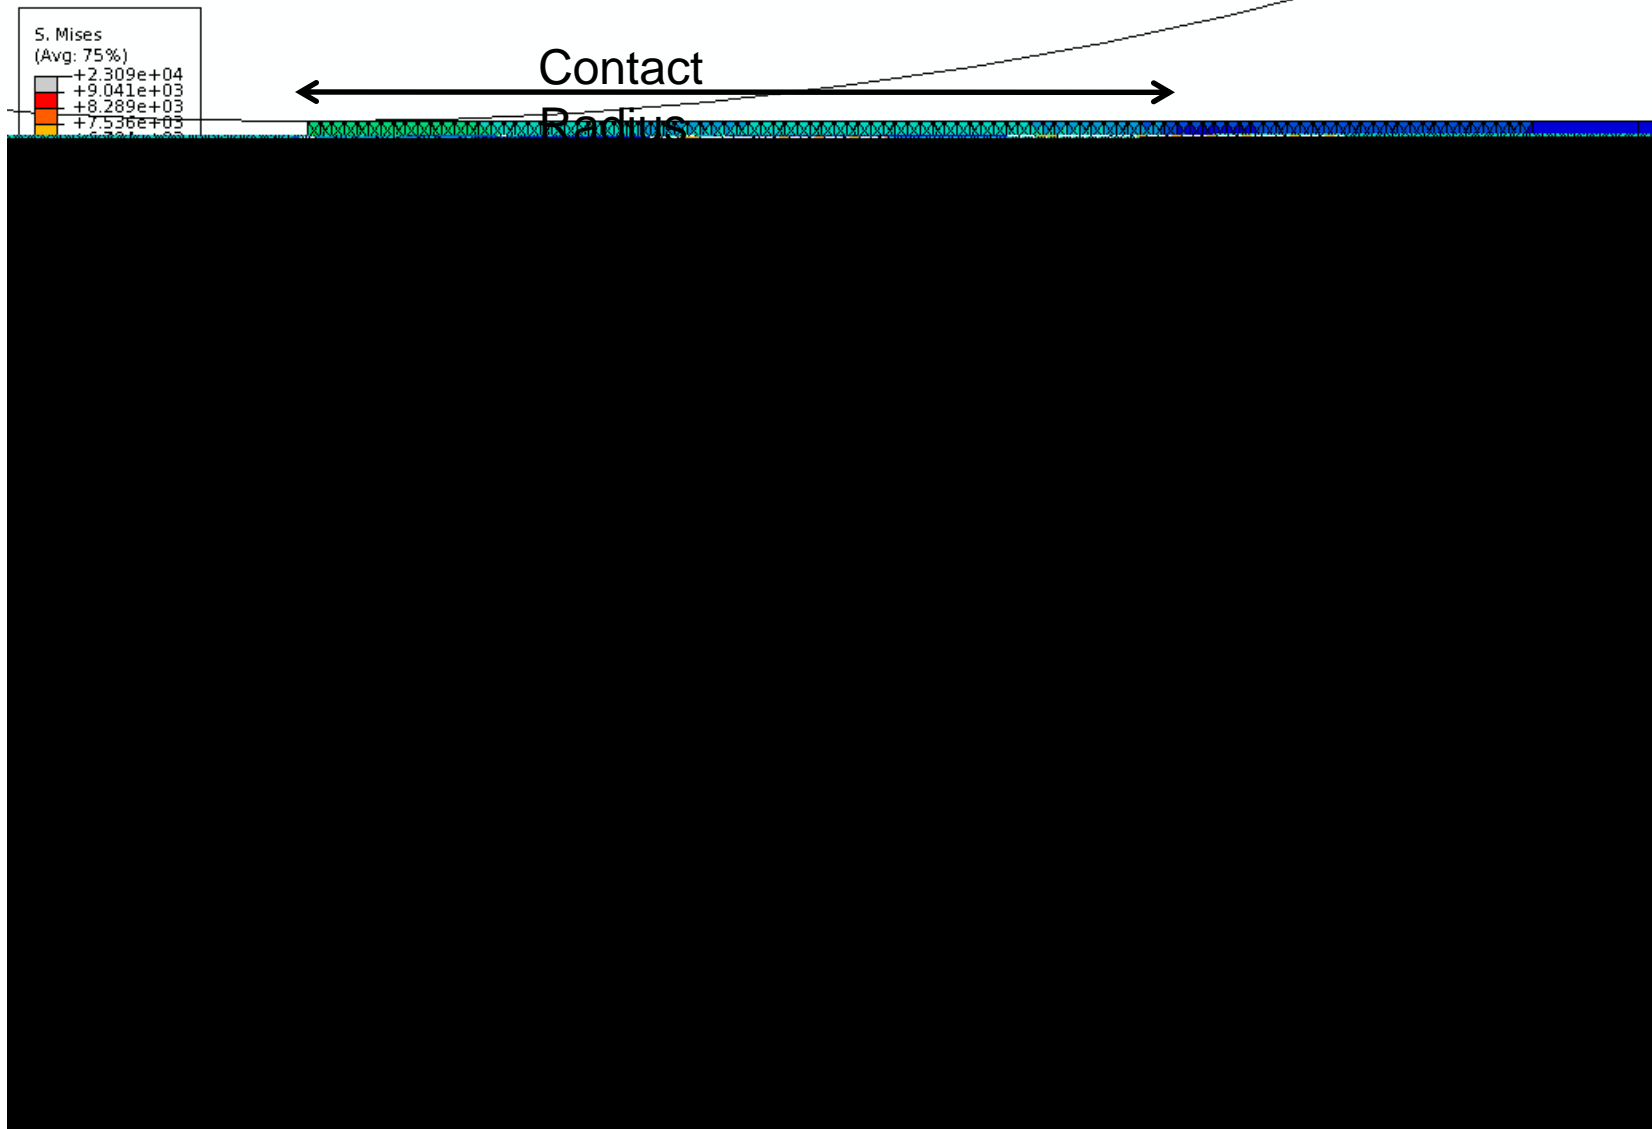 S. Mises
(Avg: 75%)
+2.309e+04
+9.041e+03
+8.289e+03
+7.536e+03
Contact
Radius